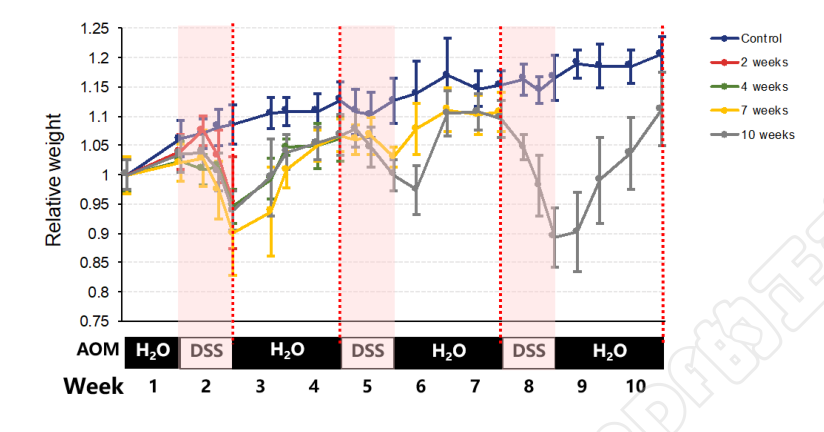 1.25
1.2
1.15
1.1
1.05
1
0.95
0.9
0.85
0.8
0.75
Relative weight
Control
2 weeks
4 weeks
7 weeks
10 weeks
AOM H₂O DSS H₂O DSS H₂O DSS H₂O
Week 1 2 3 4 5 6 7 8 9 10